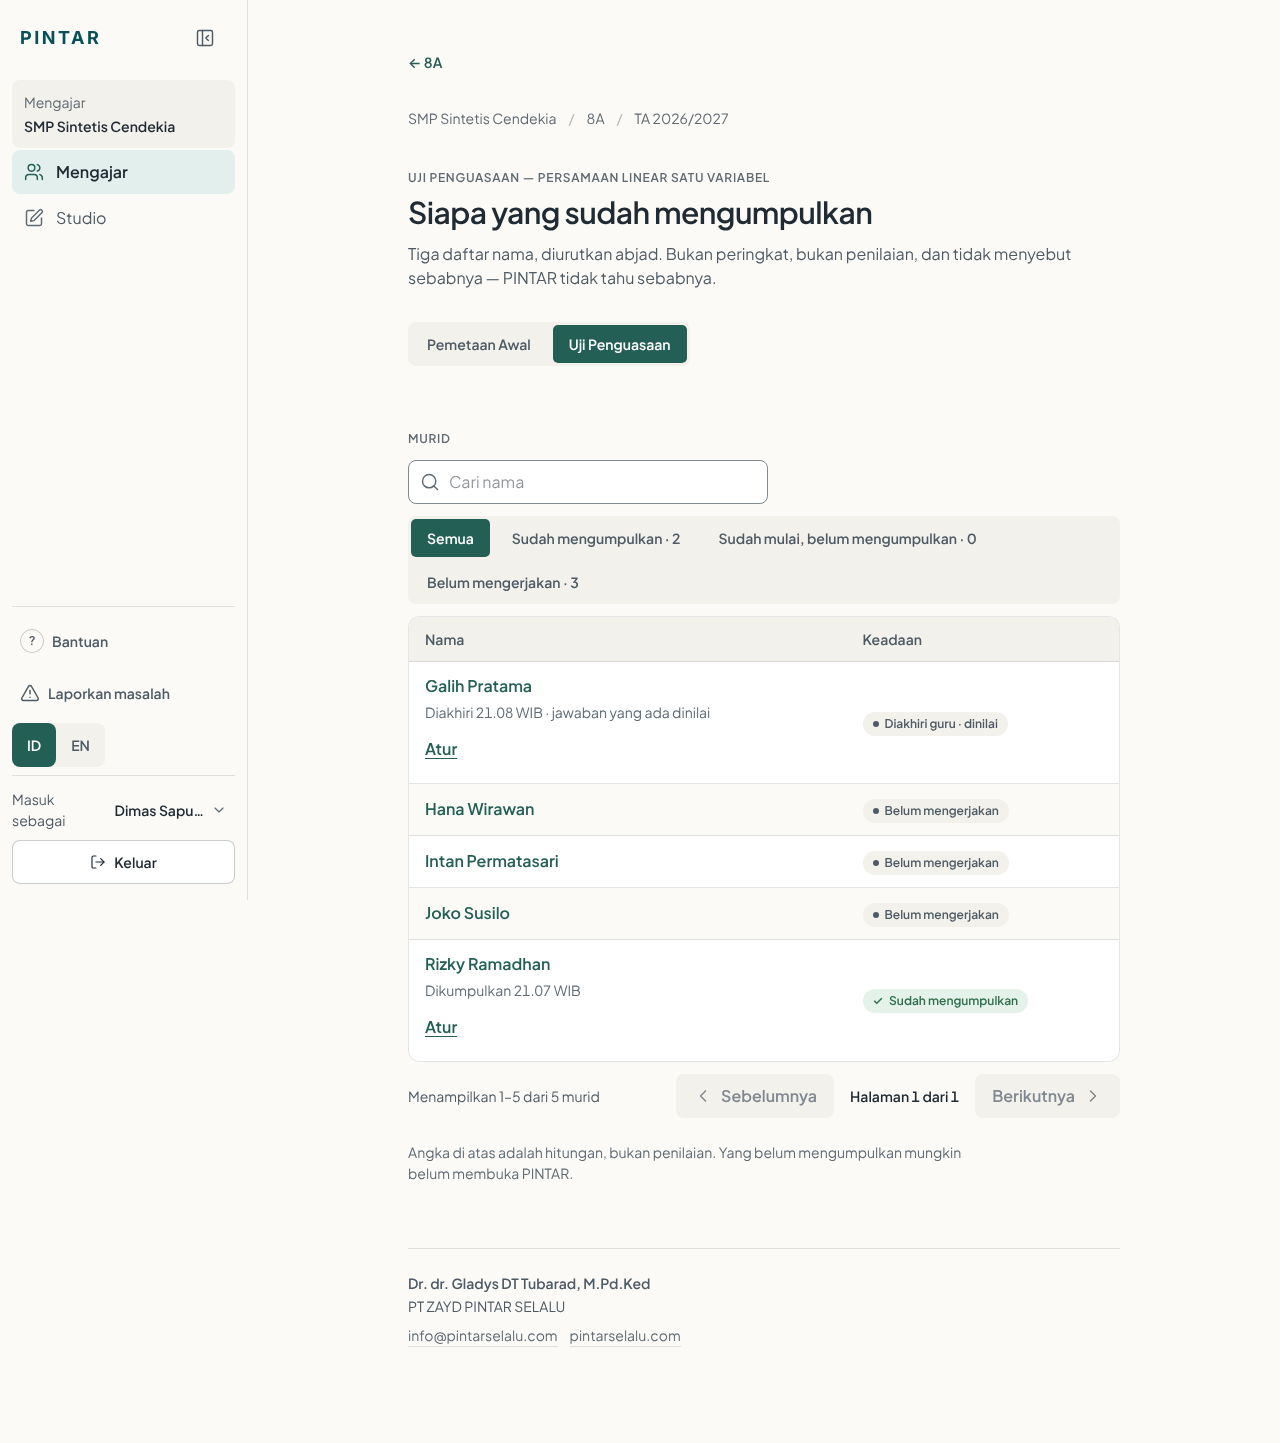 PINTAR
Mengajar
SMP Sintetis Cendekia
Mengajar
Studio
? Bantuan
Laporkan masalah
ID EN
Masuk sebagai
Dimas Sapu…
Keluar
← 8A
SMP Sintetis Cendekia / 8A / TA 2026/2027
UJI PENGUASAAN — PERSAMAAN LINEAR SATU VARIABEL
Siapa yang sudah mengumpulkan
Tiga daftar nama, diurutkan abjad. Bukan peringkat, bukan penilaian, dan tidak menyebut
sebabnya — PINTAR tidak tahu sebabnya.
Pemetaan Awal Uji Penguasaan
MURID
Cari nama
Semua Sudah mengumpulkan · 2 Sudah mulai, belum mengumpulkan · 0
Belum mengerjakan · 3
Nama Keadaan
Galih Pratama
Diakhiri 21.08 WIB · jawaban yang ada dinilai
Diakhiri guru · dinilai
Atur
Hana Wirawan Belum mengerjakan
Intan Permatasari Belum mengerjakan
Joko Susilo Belum mengerjakan
Rizky Ramadhan
Dikumpulkan 21.07 WIB
Sudah mengumpulkan
Atur
Menampilkan 1–5 dari 5 murid Sebelumnya Halaman 1 dari 1 Berikutnya
Angka di atas adalah hitungan, bukan penilaian. Yang belum mengumpulkan mungkin
belum membuka PINTAR.
Dr. dr. Gladys DT Tubarad, M.Pd.Ked
PT ZAYD PINTAR SELALU
info@pintarselalu.com pintarselalu.com